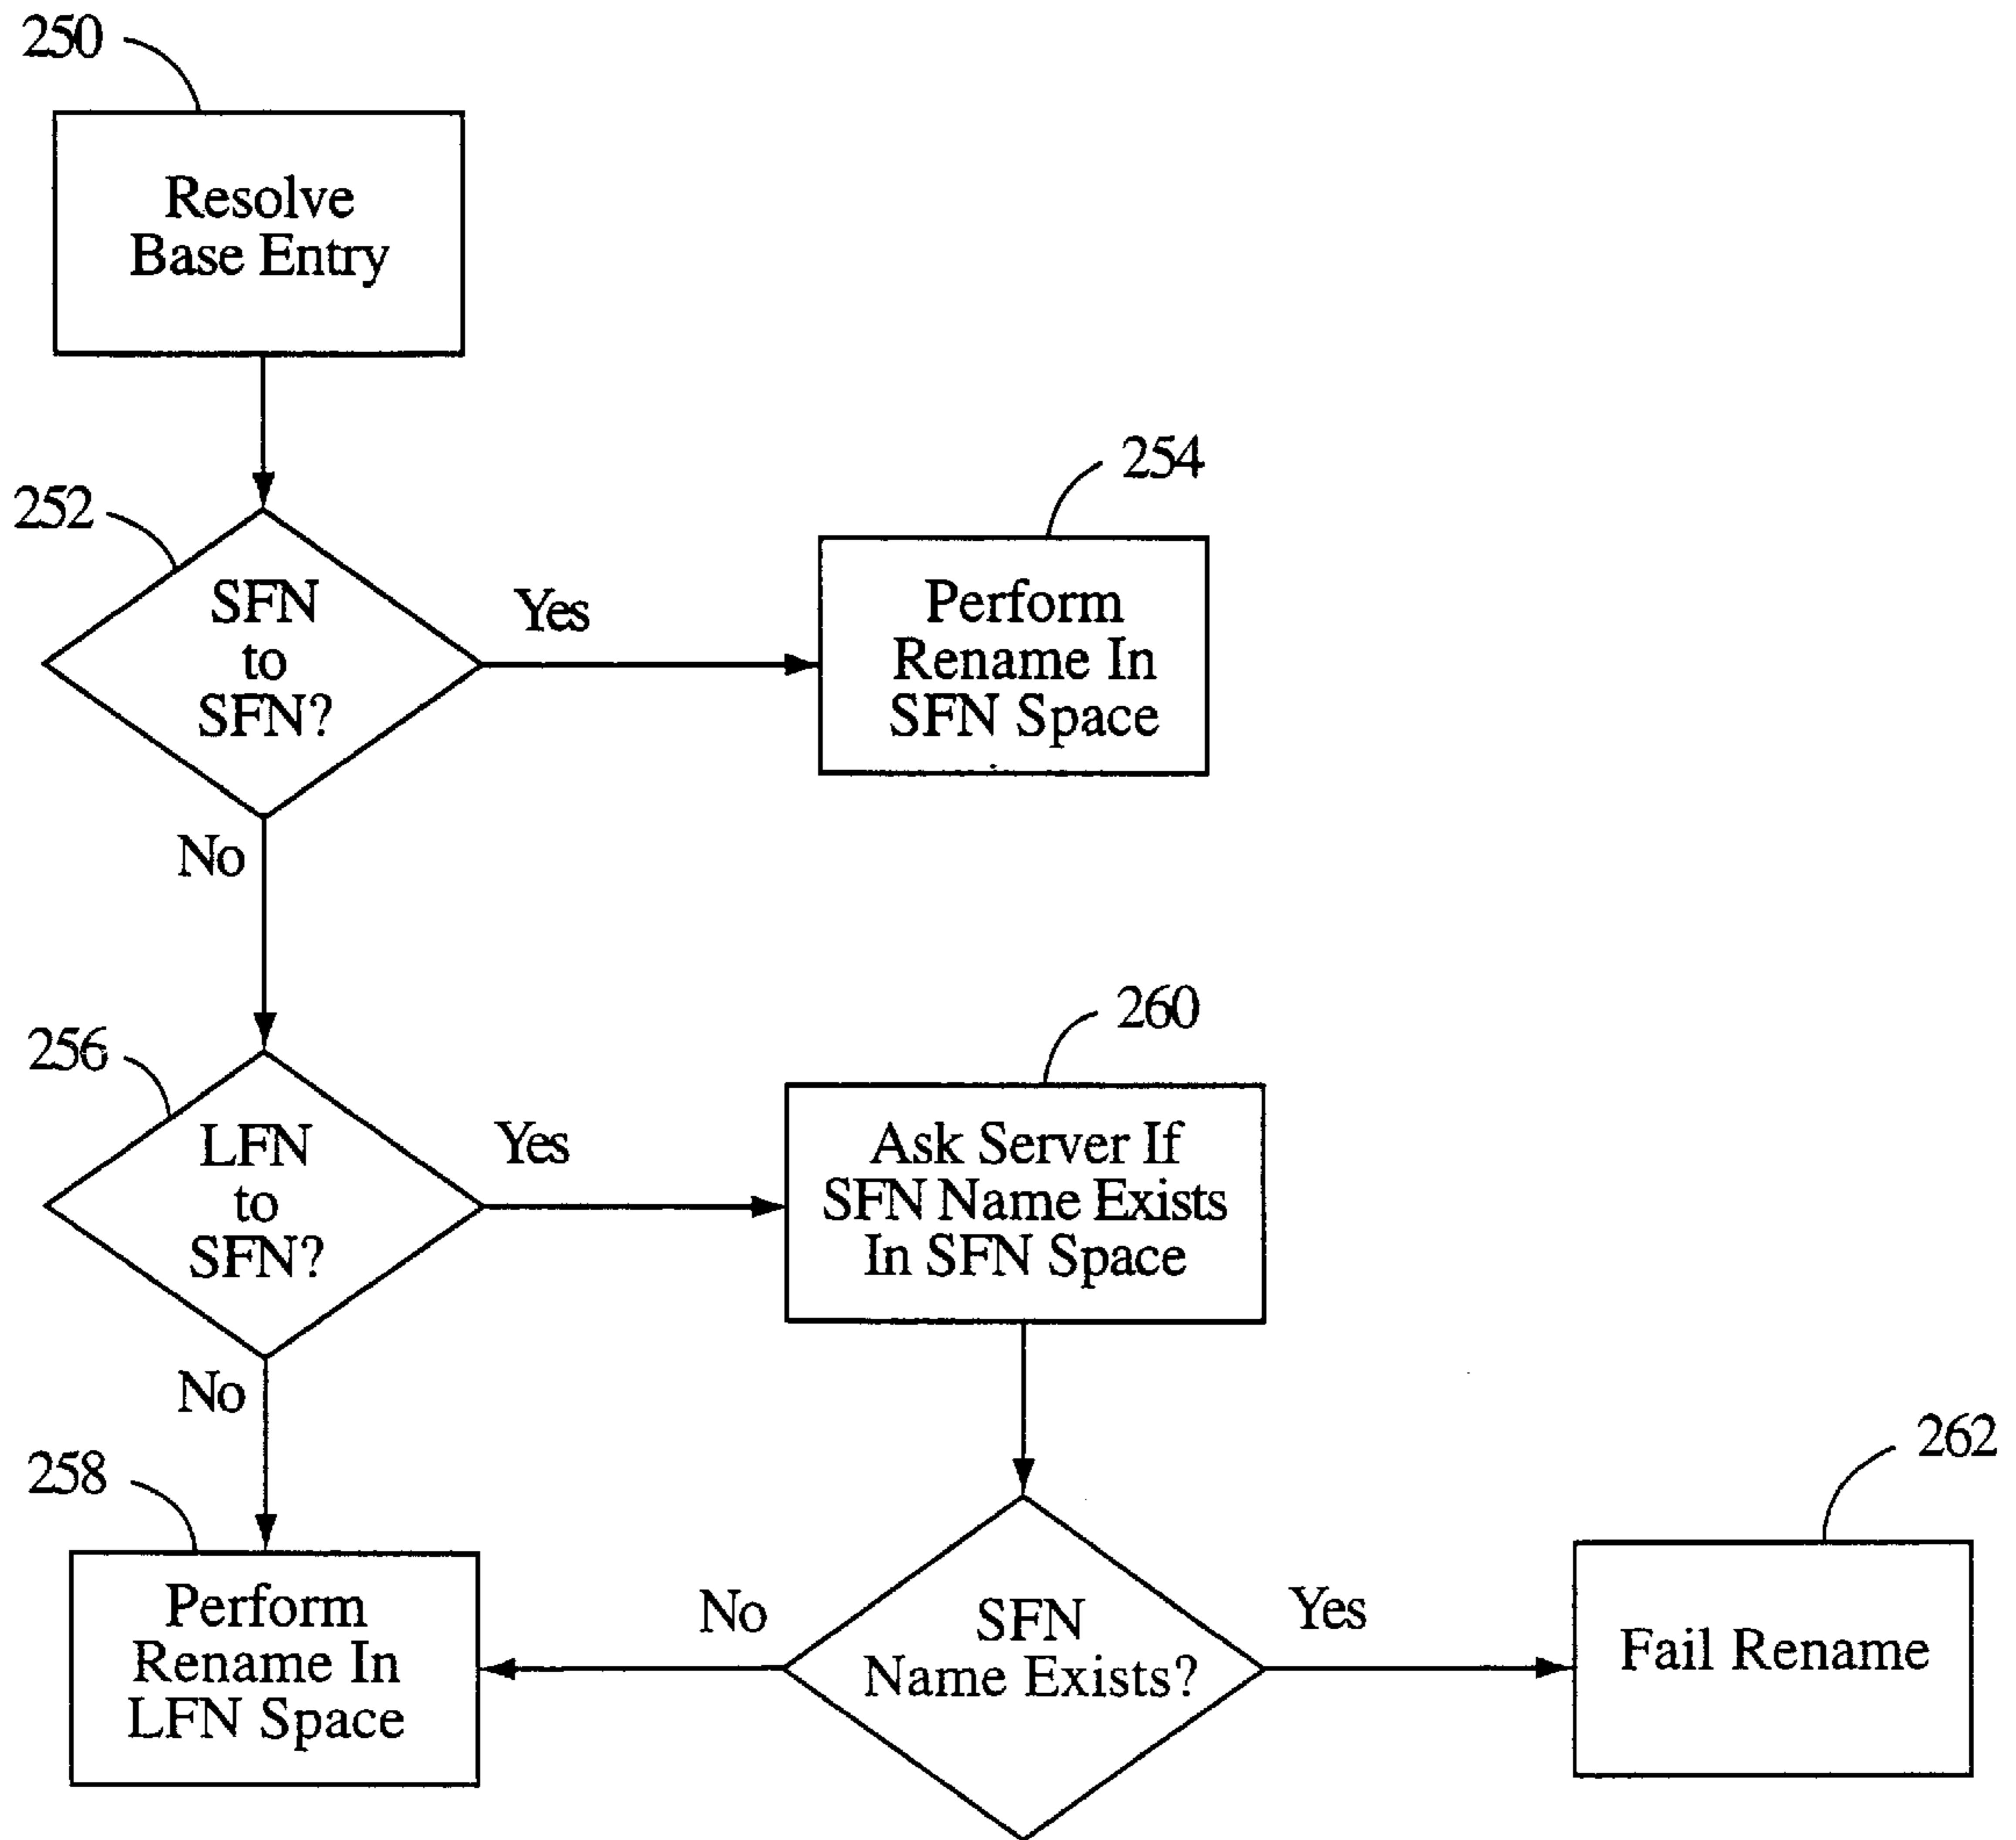 250
Resolve
Base Entry
252
SFN
to
SFN?
Yes
254
Perform
Rename In
SFN Space
No
256
LFN
to
SFN?
Yes
260
Ask Server If
SFN Name Exists
In SFN Space
No
258
Perform
Rename In
LFN Space
No
SFN
Name Exists?
Yes
262
Fail Rename